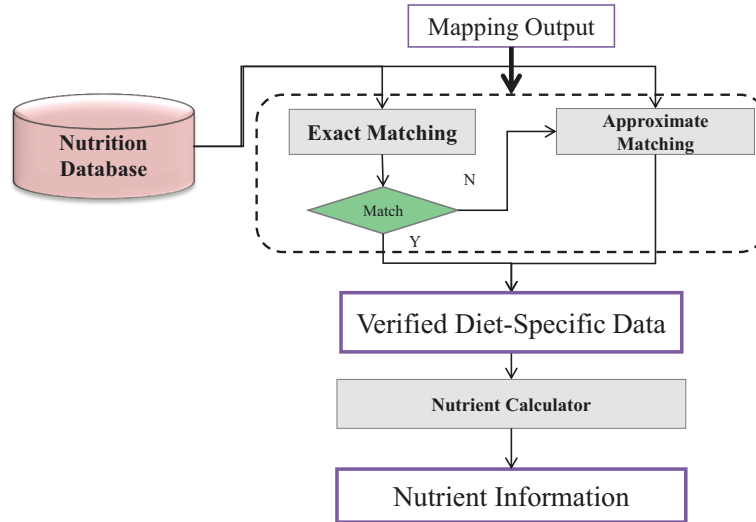 Mapping Output
Nutrition
Database
Exact Matching
Approximate
Matching
N
Match
Y
Verified Diet-Specific Data
Nutrient Calculator
Nutrient Information